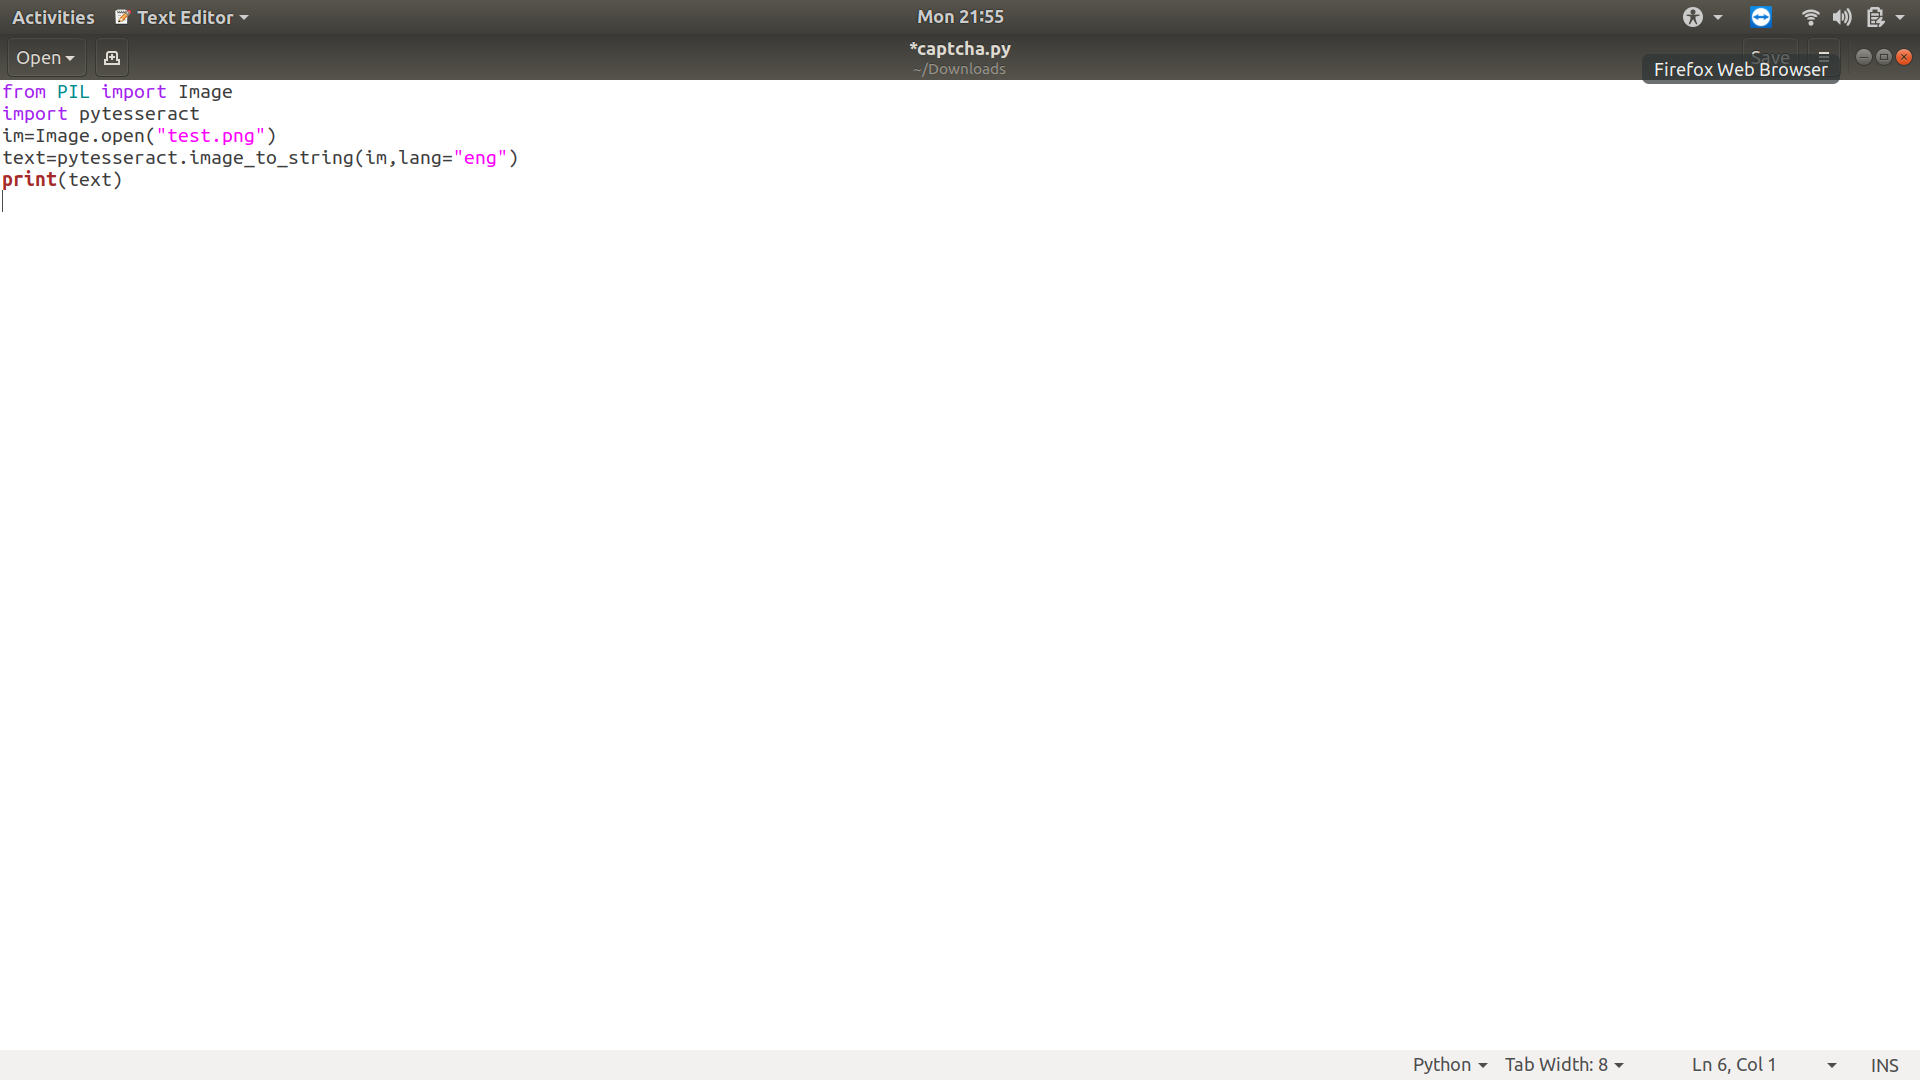 Activities Text Editor Mon 21:55
Open *captcha.py Save
~/Downloads Firefox Web Browser
from PIL import Image
import pytesseract
im=Image.open("test.png")
text=pytesseract.image_to_string(im,lang="eng")
print(text)
Python Tab Width: 8 Ln 6, Col 1 INS